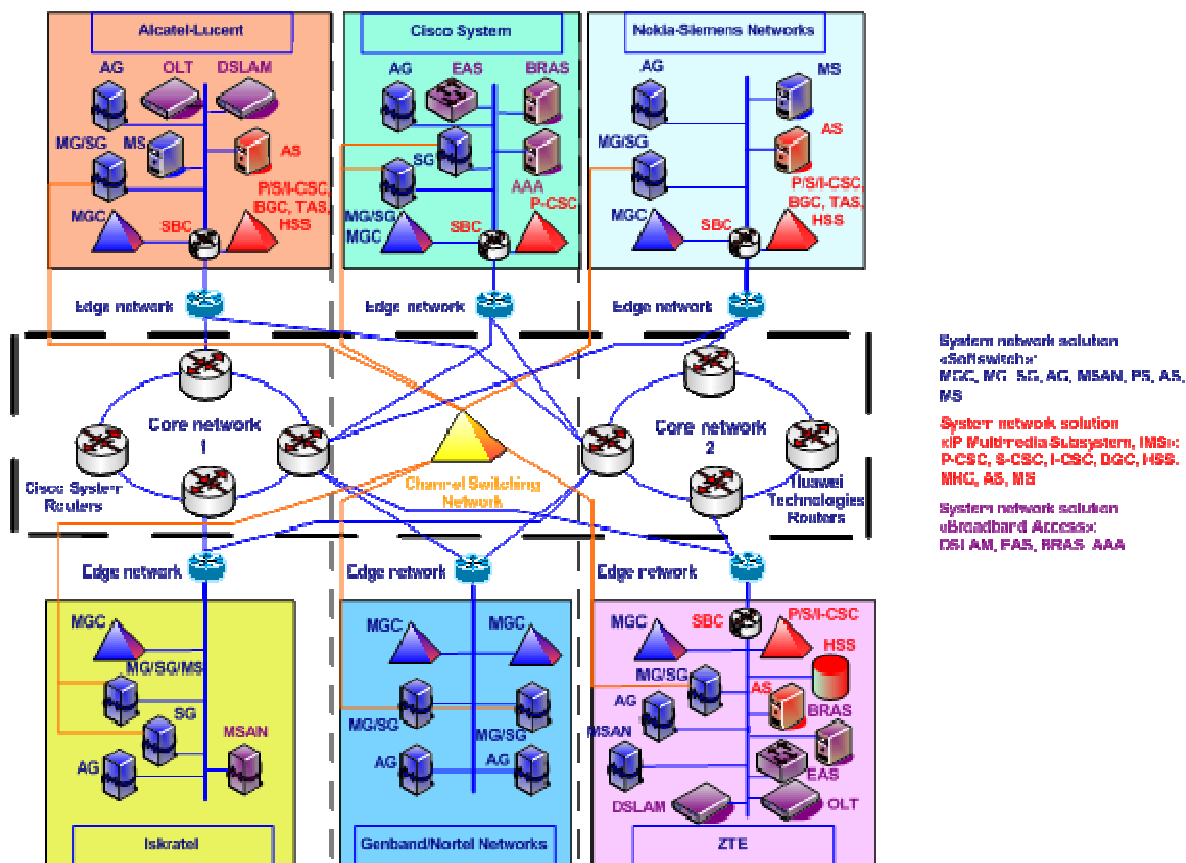 Alcatel-Lucent
Cisco System
Nokia-Siemens Networks
AG
OLT
DSLAM
AG
EAS
BRAS
AG
MS
MG/SG
MS
AS
SG
AAA
MG/SG
AS
P/S/I-CSC,
BGC, TAS,
HSS
MGC
SBC
MG/SG
MGC
SBC
P-CSC
P/S/I-CSC,
BGC, TAS,
HSS
MGC
SBC
Edge network
Edge network
Edge network
Core network
1
Core network
2
Cisco System
Routers
Channel Switching
Network
Huawei
Technologies
Routers
System network solution
«Softswitch»:
MGC, MG, SG, AG, MSAN, PS, AS,
MS
System network solution
«IP Multimedia Subsystem, IMS»:
P-CSC, S-CSC, I-CSC, BGC, HSS,
AS, MS
System network solution
«Broadband Access»:
DSLAM, EAS, BRAS, AAA
Edge network
Edge network
Edge network
MGC
MG/SG/MS
SG
MSAN
AG
Iskratel
MGC
MGC
MG/SG
MG/SG
AG
AG
Genband/Nortel Networks
MGC
SBC
P/S/I-CSC
HSS
MG/SG
AS
AG
BRAS
MSAN
EAS
DSLAM
OLT
ZTE